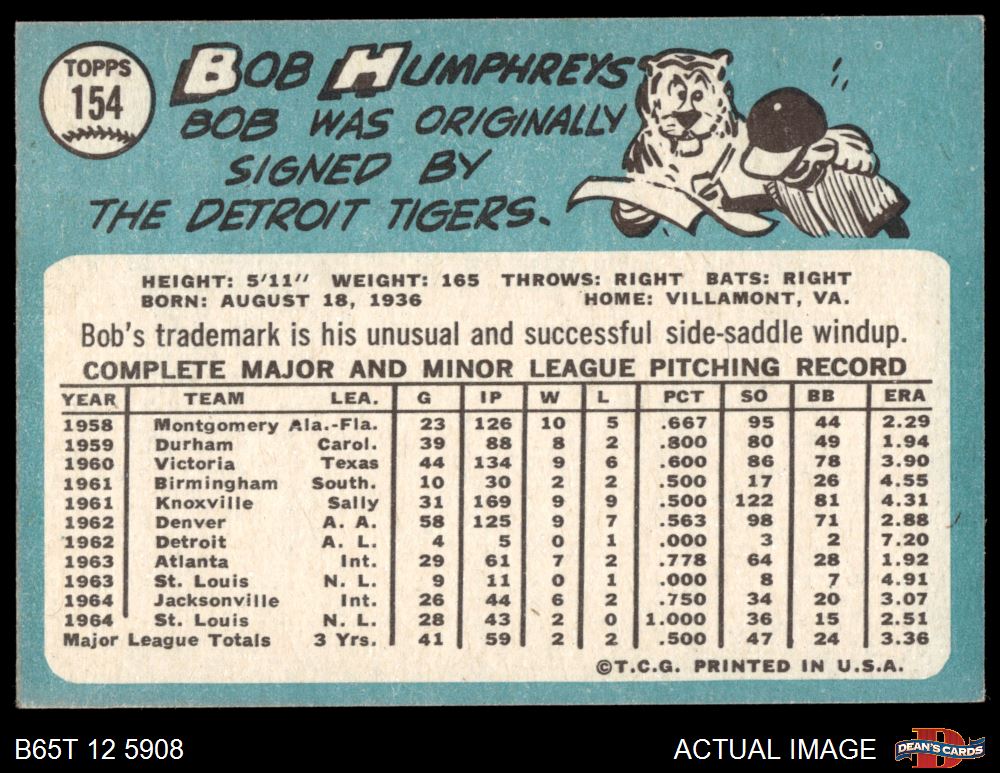 TOPPS
154
BOB HUMPHREYS
BOB WAS ORIGINALLY
SIGNED BY
THE DETROIT TIGERS.
HEIGHT: 5'11" WEIGHT: 165 THROWS: RIGHT BATS: RIGHT
BORN: AUGUST 18, 1936 HOME: VILLAMONT, VA.
Bob's trademark is his unusual and successful side-saddle windup.
COMPLETE MAJOR AND MINOR LEAGUE PITCHING RECORD
YEAR TEAM LEA. G IP W L PCT SO BB ERA
1958 Montgomery Ala.-Fla. 23 126 10 5 .667 95 44 2.29
1959 Durham Carol. 39 88 8 2 .800 80 49 1.94
1960 Victoria Texas 44 134 9 6 .600 86 78 3.90
1961 Birmingham South. 10 30 2 2 .500 17 26 4.55
1961 Knoxville Sally 31 169 9 9 .500 122 81 4.31
1962 Denver A. A. 58 125 9 7 .563 98 71 2.88
1962 Detroit A. L. 4 5 0 1 .000 3 2 7.20
1963 Atlanta Int. 29 61 7 2 .778 64 28 1.92
1963 St. Louis N. L. 9 11 0 1 .000 8 7 4.91
1964 Jacksonville Int. 26 44 6 2 .750 34 20 3.07
1964 St. Louis N. L. 28 43 2 0 1.000 36 15 2.51
Major League Totals 3 Yrs. 41 59 2 2 .500 47 24 3.36
©T.C.G. PRINTED IN U.S.A.
B65T 12 5908
ACTUAL IMAGE
D
DEAN'S CARDS